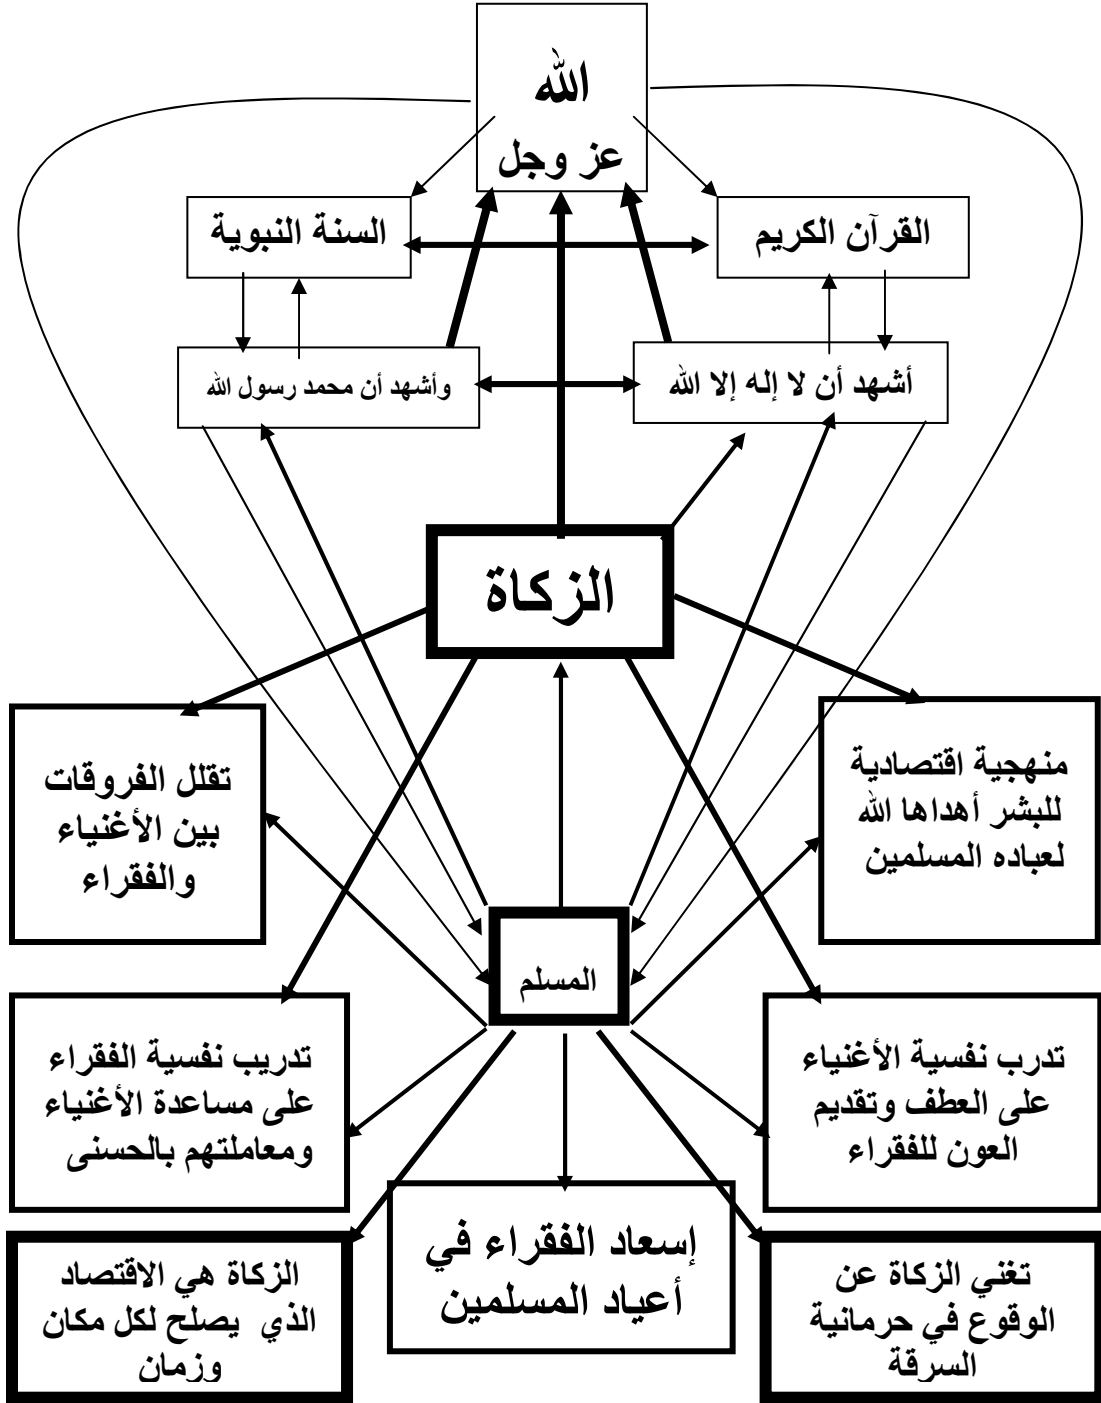 الله
عز وجل
القرآن الكريم
السنة النبوية
أشهد أن لا إله إلا الله
وأشهد أن محمد رسول الله
الزكاة
منهجية اقتصادية
للبشر أهداها الله
لعباده المسلمين
تقلل الفروقات
بين الأغنياء
والفقراء
المسلم
تدرب نفسية الأغنياء
على العطف وتقديم
العون للفقراء
تدريب نفسية الفقراء
على مساعدة الأغنياء
ومعاملتهم بالحسنى
إسعاد الفقراء في
أعياد المسلمين
تغني الزكاة عن
الوقوع في حرمانية
السرقة
الزكاة هي الاقتصاد
الذي يصلح لكل مكان
وزمان